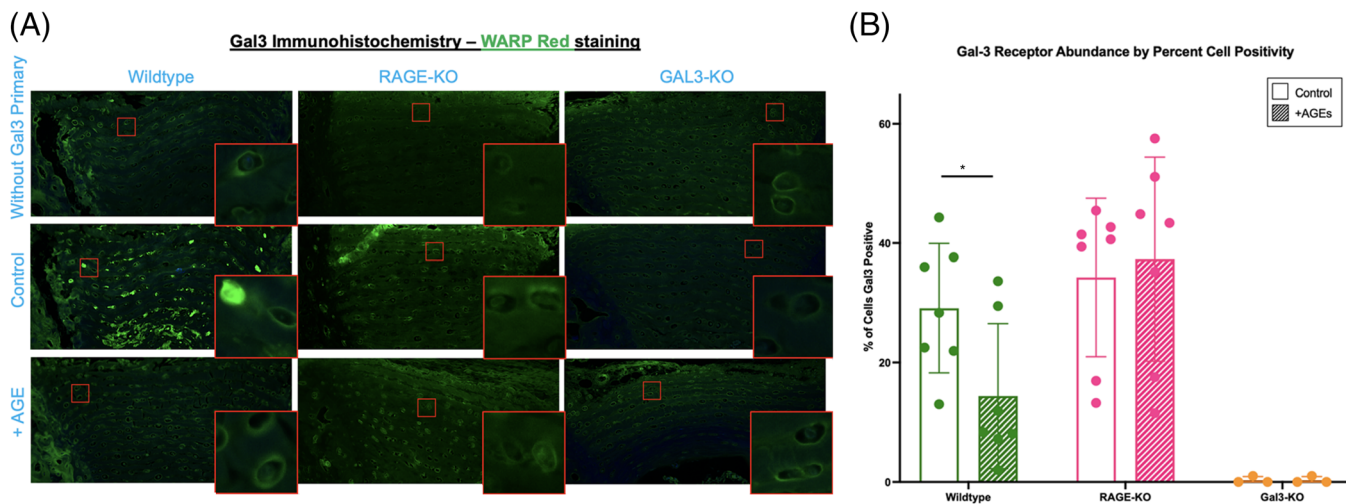 (A)
Gal3 Immunohistochemistry – WARP Red staining
Wildtype
RAGE-KO
GAL3-KO
Without Gal3 Primary
Control
+ AGE
(B)
Gal-3 Receptor Abundance by Percent Cell Positivity
Control
+AGEs
% of Cells Gal3 Positive
60
40
20
0
*
Wildtype
RAGE-KO
Gal3-KO